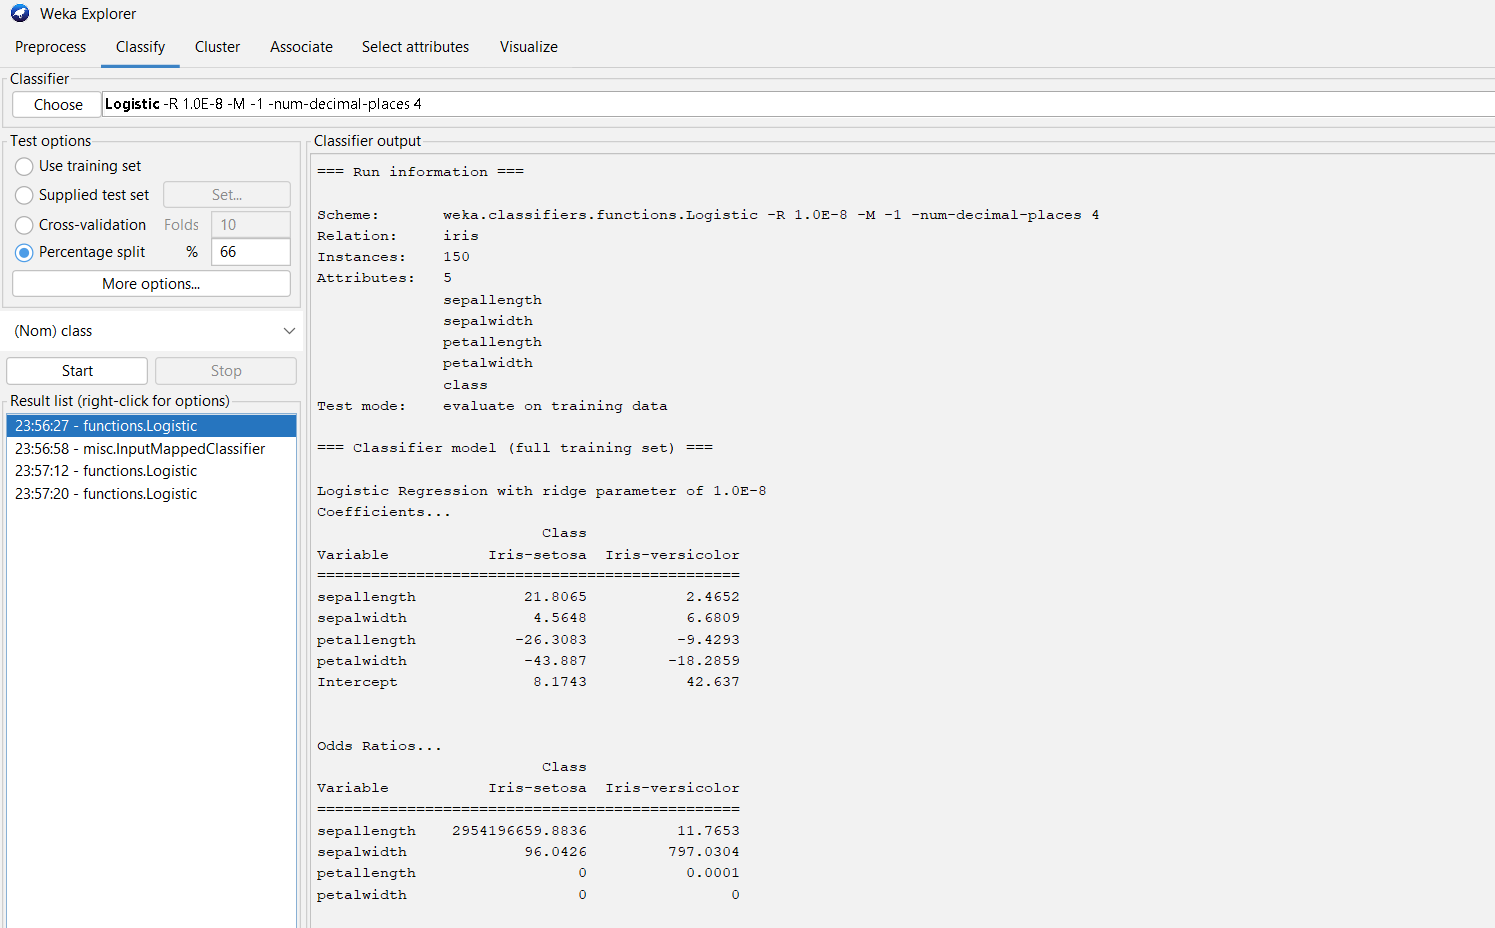 Weka Explorer
Preprocess Classify Cluster Associate Select attributes Visualize
Classifier
Choose Logistic -R 1.0E-8 -M -1 -num-decimal-places 4
Test options
Use training set
Supplied test set Set...
Cross-validation Folds 10
Percentage split % 66
More options...
(Nom) class
Start Stop
Result list (right-click for options)
23:56:27 - functions.Logistic
23:56:58 - misc.InputMappedClassifier
23:57:12 - functions.Logistic
23:57:20 - functions.Logistic
Classifier output
=== Run information ===
Scheme: weka.classifiers.functions.Logistic -R 1.0E-8 -M -1 -num-decimal-places 4
Relation: iris
Instances: 150
Attributes: 5
sepallength
sepalwidth
petallength
petalwidth
class
Test mode: evaluate on training data
=== Classifier model (full training set) ===
Logistic Regression with ridge parameter of 1.0E-8
Coefficients...
Class
Variable Iris-setosa Iris-versicolor
===============================================
sepallength 21.8065 2.4652
sepalwidth 4.5648 6.6809
petallength -26.3083 -9.4293
petalwidth -43.887 -18.2859
Intercept 8.1743 42.637
Odds Ratios...
Class
Variable Iris-setosa Iris-versicolor
===============================================
sepallength 2954196659.8836 11.7653
sepalwidth 96.0426 797.0304
petallength 0 0.0001
petalwidth 0 0